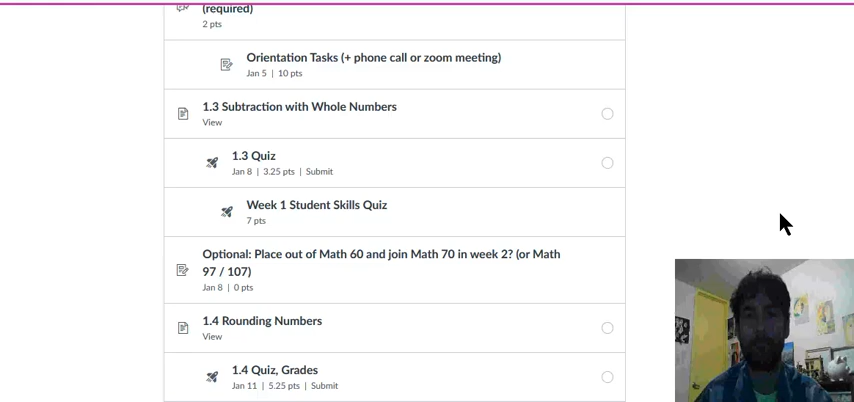 (required)
2 pts
Orientation Tasks (+ phone call or zoom meeting)
Jan 5 | 10 pts
1.3 Subtraction with Whole Numbers
View
1.3 Quiz
Jan 8 | 3.25 pts | Submit
Week 1 Student Skills Quiz
7 pts
Optional: Place out of Math 60 and join Math 70 in week 2? (or Math
97 / 107)
Jan 8 | 0 pts
1.4 Rounding Numbers
View
1.4 Quiz, Grades
Jan 11 | 5.25 pts | Submit